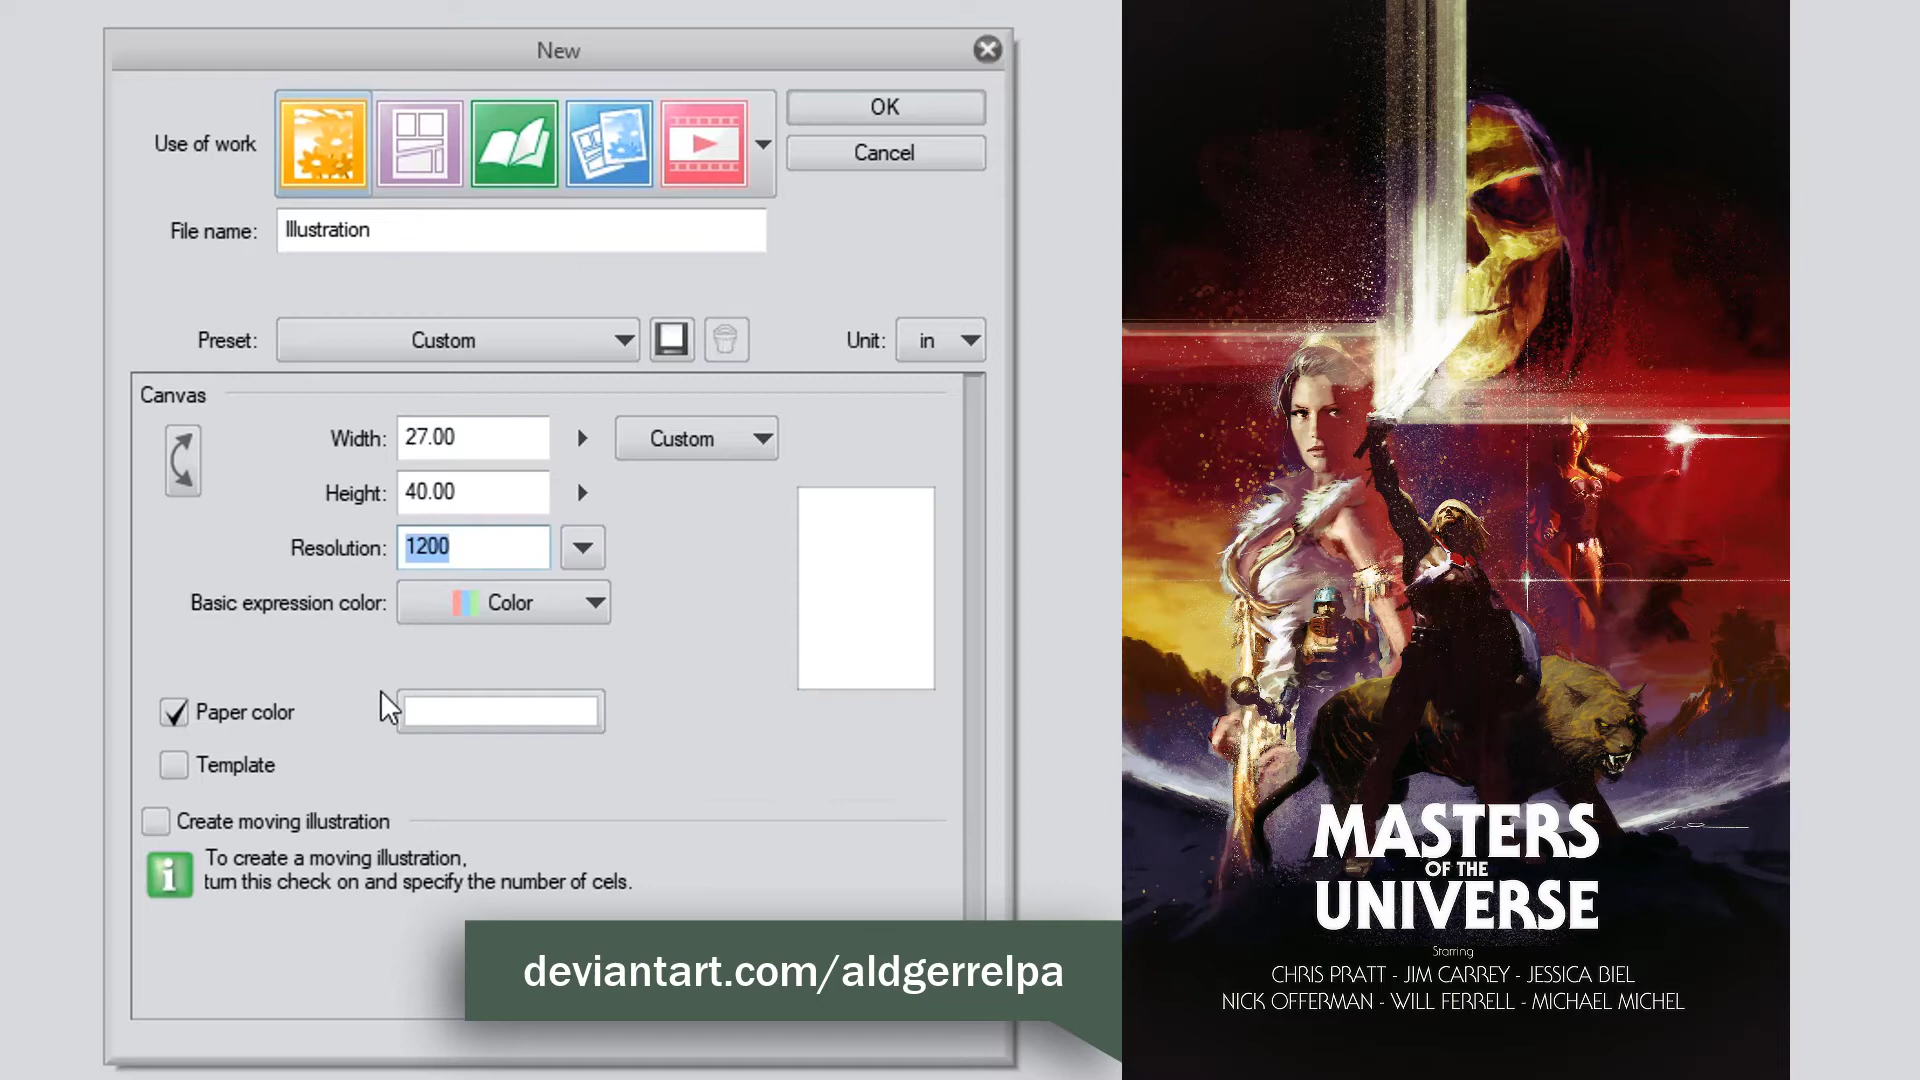 New
Use of work
OK
Cancel
File name: Illustration
Preset: Custom
Unit: in
Canvas
Width: 27.00 Custom
Height: 40.00
Resolution: 1200
Basic expression color: Color
Paper color
Template
Create moving illustration
To create a moving illustration,
turn this check on and specify the number of cels.
deviantart.com/aldgerrelpa
MASTERS
OF THE
UNIVERSE
Starring
CHRIS PRATT - JIM CARREY - JESSICA BIEL
NICK OFFERMAN - WILL FERRELL - MICHAEL MICHEL